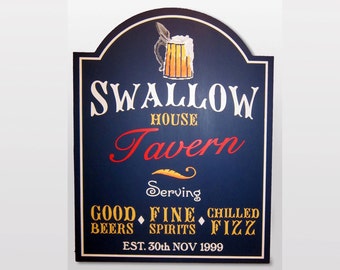 SWALLOW
HOUSE
Tavern
Serving
GOOD BEERS ♦ FINE SPIRITS ♦ CHILLED FIZZ
EST. 30th NOV 1999